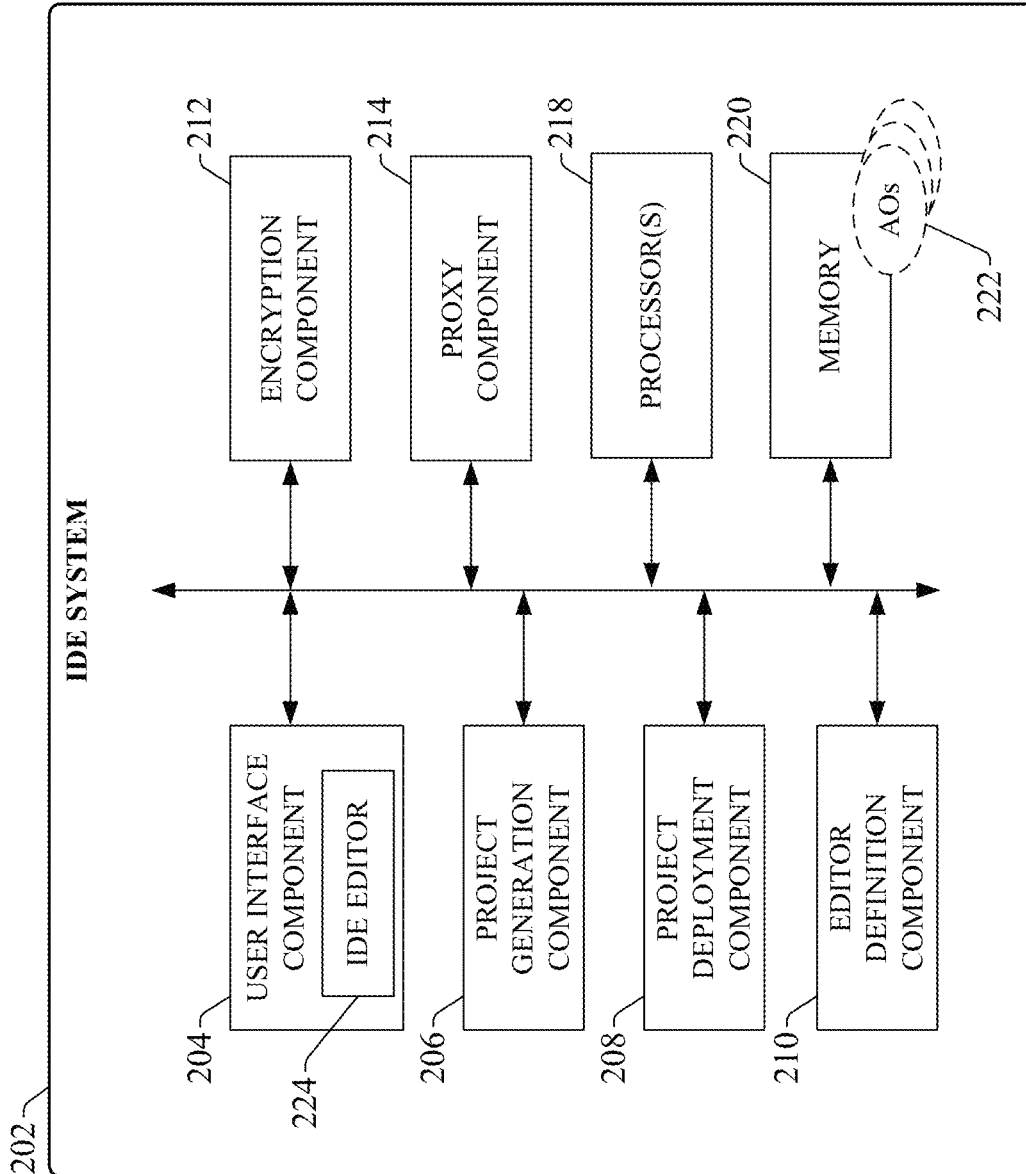 202
IDE SYSTEM
204
USER INTERFACE
COMPONENT
IDE EDITOR
224
206
PROJECT
GENERATION
COMPONENT
208
PROJECT
DEPLOYMENT
COMPONENT
210
EDITOR
DEFINITION
COMPONENT
212
ENCRYPTION
COMPONENT
214
PROXY
COMPONENT
218
PROCESSOR(S)
220
MEMORY
AOs
222